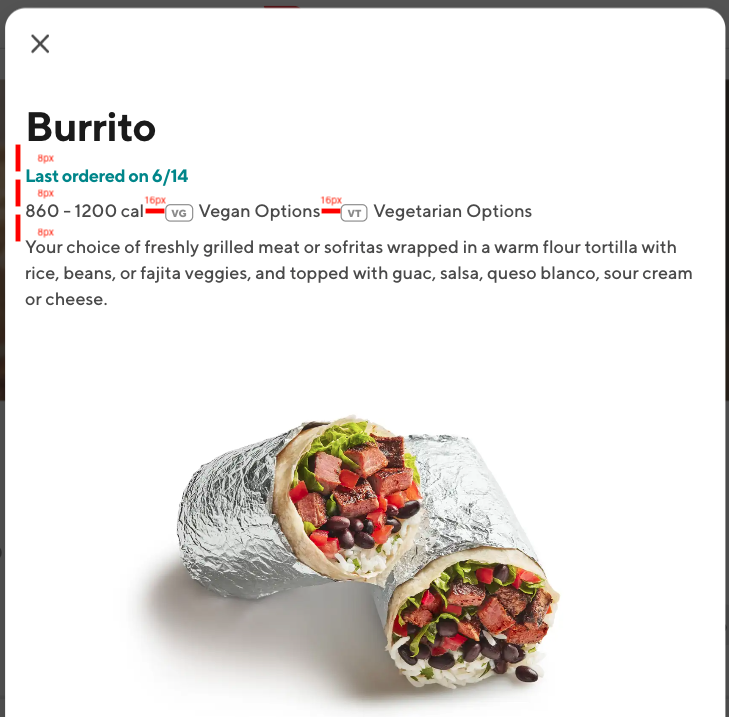 Burrito
8px
Last ordered on 6/14
8px
860 - 1200 cal 16px VG Vegan Options 16px VT Vegetarian Options
8px
Your choice of freshly grilled meat or sofritas wrapped in a warm flour tortilla with
rice, beans, or fajita veggies, and topped with guac, salsa, queso blanco, sour cream
or cheese.